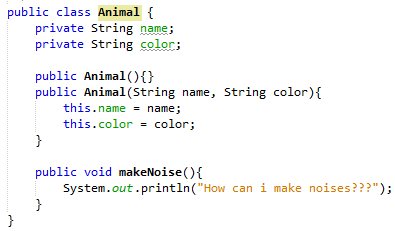 public class Animal {
    private String name;
    private String color;
    public Animal(){}
    public Animal(String name, String color){
        this.name = name;
        this.color = color;
    }
    public void makeNoise(){
        System.out.println("How can i make noises???");
    }
}